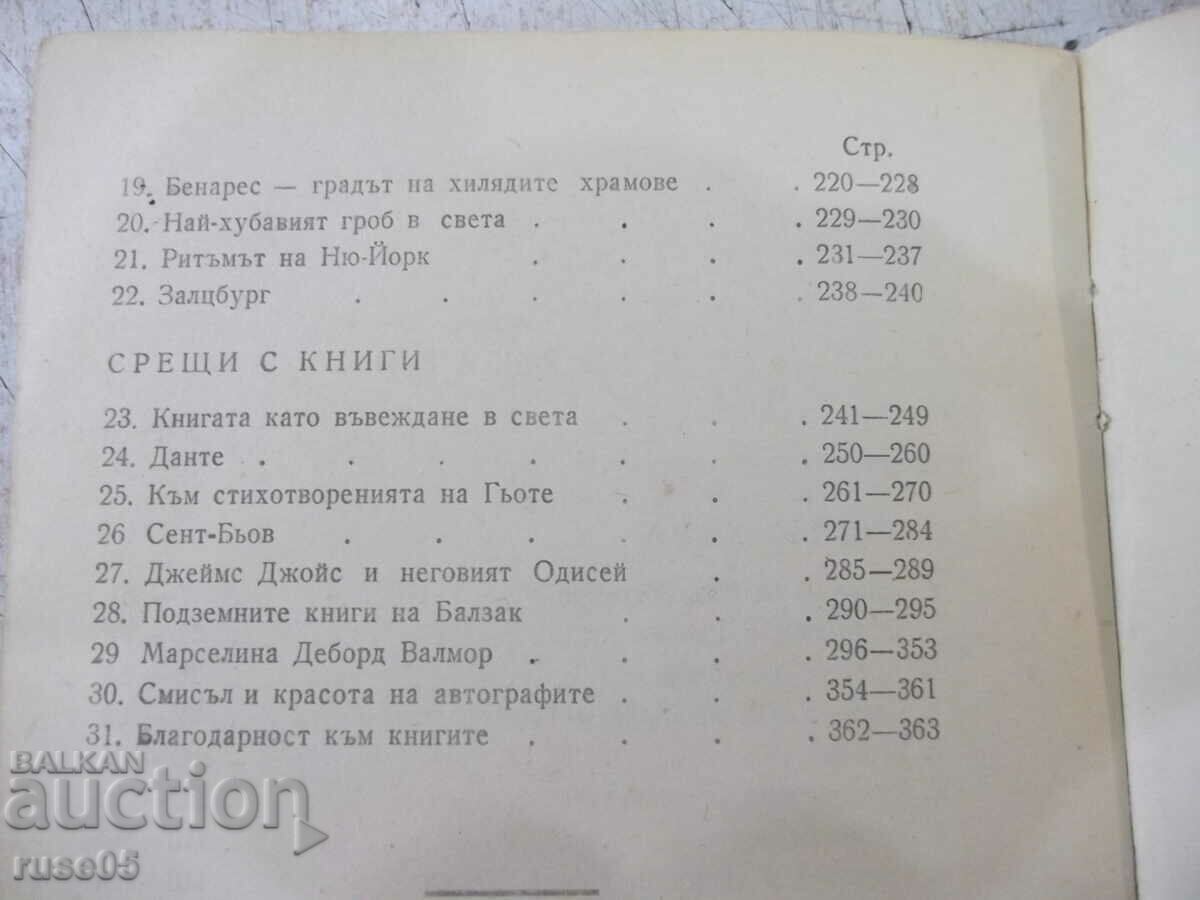 Стр.
19. Бенарес — градът на хилядите храмове . . 220—228
20. Най-хубавият гроб в света . . . . 229—230
21. Ритъмът на Ню-Йорк . . . . 231—237
22. Залцбург . . . . . . 238—240
СРЕЩИ С КНИГИ
23. Книгата като въвеждане в света . . . 241—249
24. Данте . . . . . . . 250—260
25. Към стихотворенията на Гьоте . . . 261—270
26 Сент-Бьов . . . . . . 271—284
27. Джеймс Джойс и неговият Одисей . . 285—289
28. Подземните книги на Балзак . . . 290—295
29 Марселина Деборд Валмор . . . . 296—353
30. Смисъл и красота на автографите . . . 354—361
31. Благодарност към книгите . . . . 362—363
BALKAN
auction
ruse05